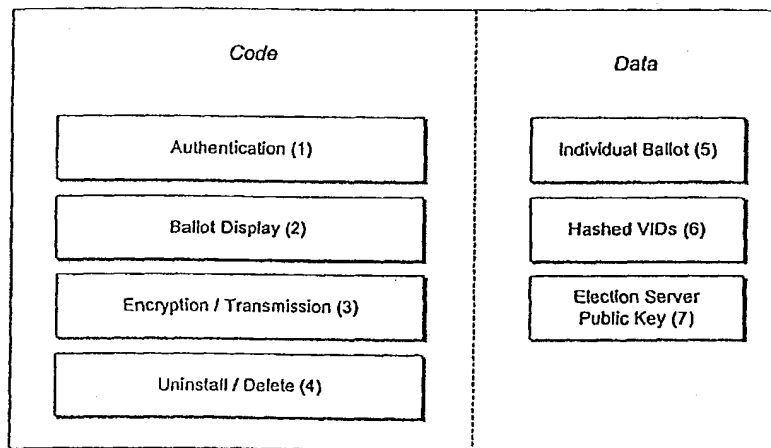 Code
Authentication (1)
Ballot Display (2)
Encryption / Transmission (3)
Uninstall / Delete (4)
Data
Individual Ballot (5)
Hashed VIDs (6)
Election Server
Public Key (7)